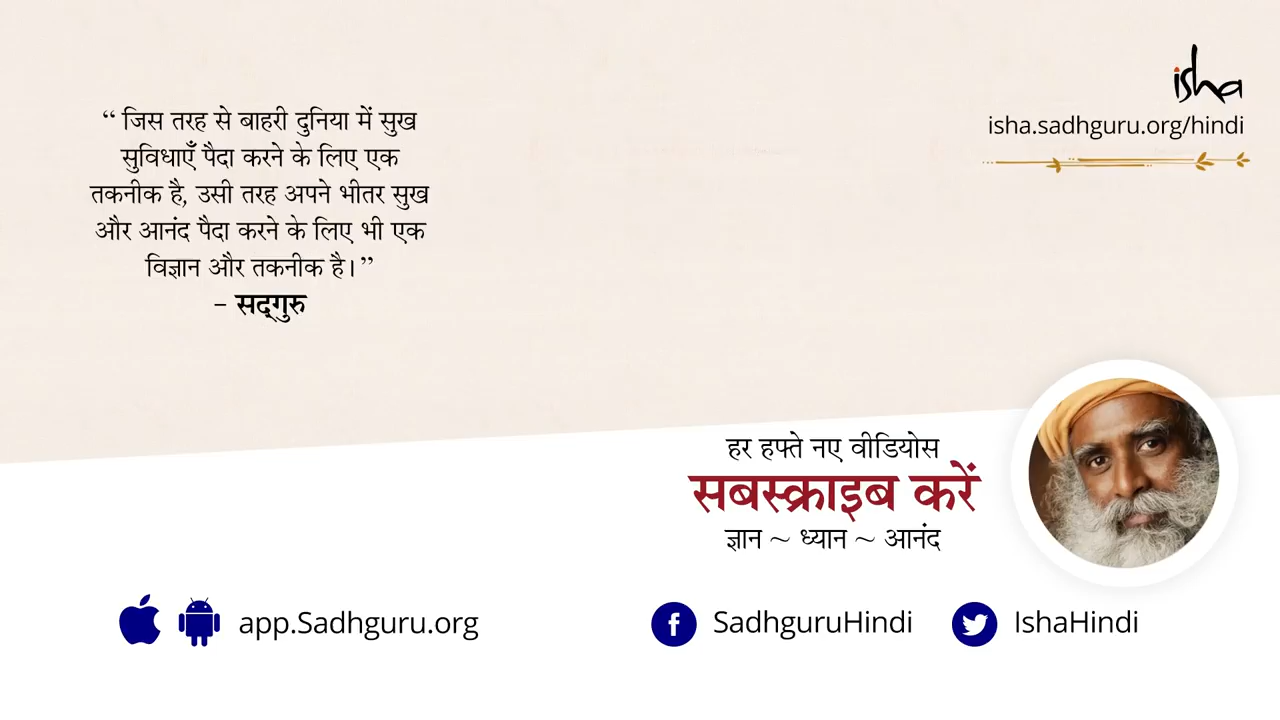 “ जिस तरह से बाहरी दुनिया में सुख
सुविधाएँ पैदा करने के लिए एक
तकनीक है, उसी तरह अपने भीतर सुख
और आनंद पैदा करने के लिए भी एक
विज्ञान और तकनीक है।”
- सद्गुरु
isha
isha.sadhguru.org/hindi
हर हफ्ते नए वीडियोस
सबस्क्राइब करें
ज्ञान ~ ध्यान ~ आनंद
app.Sadhguru.org
SadhguruHindi
IshaHindi